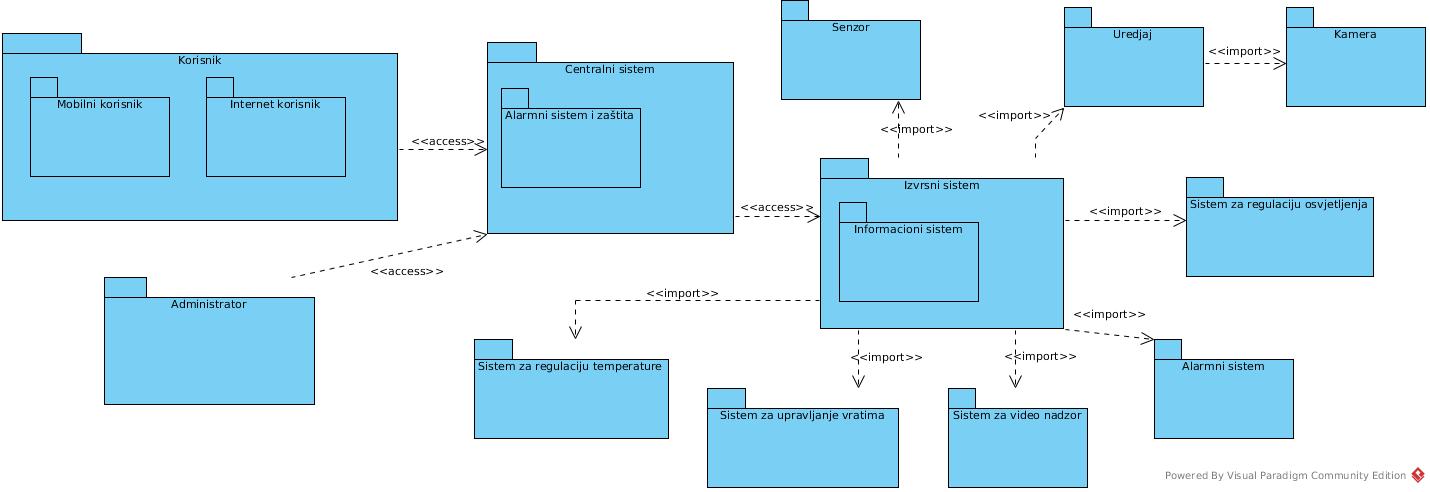 Senzor
Uredjaj
<<import>>
Kamera
Korisnik
Mobilni korisnik
Internet korisnik
<<access>>
Centralni sistem
Alarmni sistem i zaštita
<<import>>
<<import>>
<<access>>
Izvrsni sistem
Informacioni sistem
<<import>>
Sistem za regulaciju osvjetljenja
<<access>>
Administrator
<<import>>
<<import>>
Sistem za regulaciju temperature
<<import>>
<<import>>
Alarmni sistem
Sistem za upravljanje vratima
Sistem za video nadzor
Powered By Visual Paradigm Community Edition